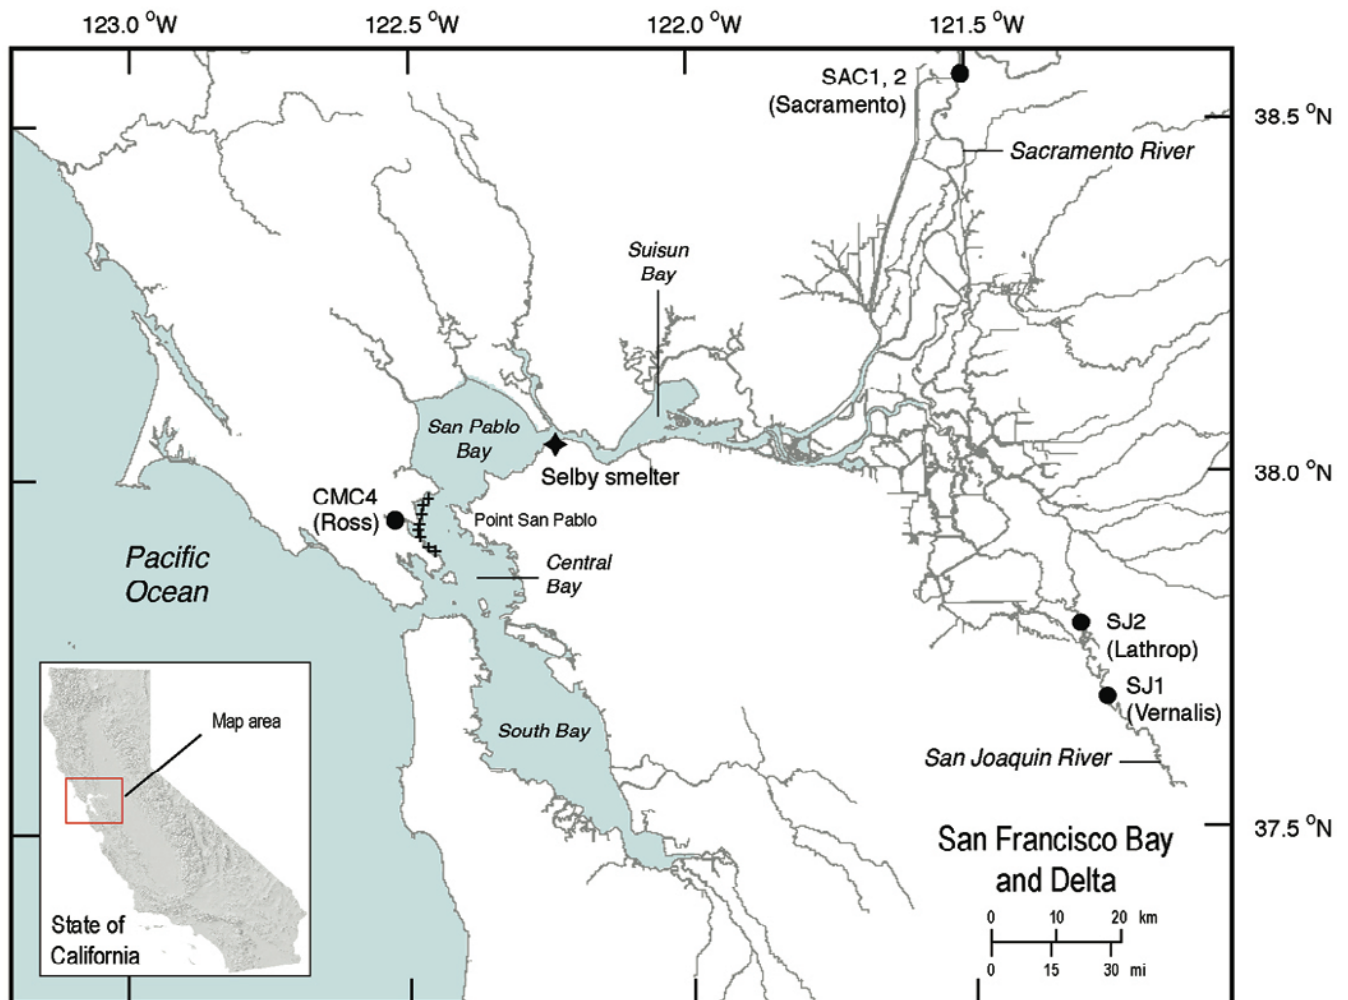 123.0 °W 122.5 °W 122.0 °W 121.5 °W
SAC1, 2
(Sacramento)
38.5 °N
Sacramento River
Suisun
Bay
San Pablo
Bay
Selby smelter
38.0 °N
CMC4
(Ross)
Point San Pablo
Pacific
Ocean
Central
Bay
SJ2
(Lathrop)
SJ1
(Vernalis)
Map area
South Bay
San Joaquin River
37.5 °N
San Francisco Bay
and Delta
0 10 20 km
0 15 30 mi
State of
California